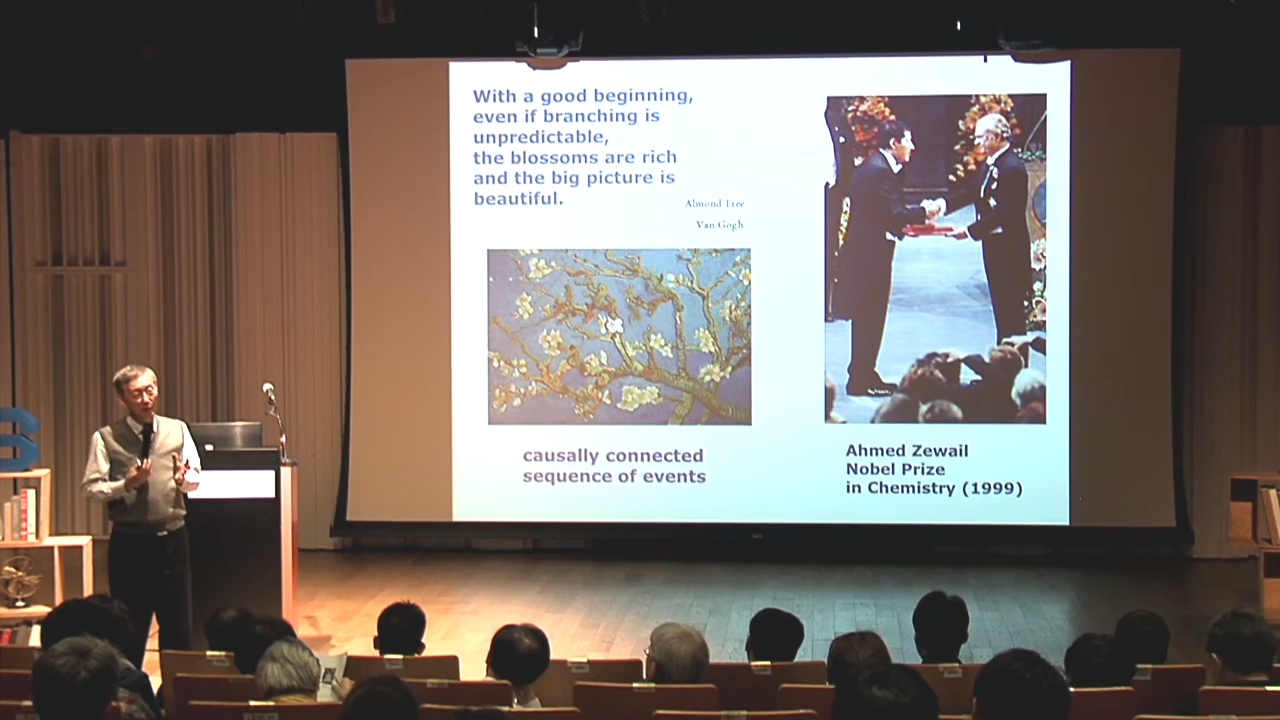 With a good beginning,
even if branching is
unpredictable,
the blossoms are rich
and the big picture is
beautiful.
Almond Tree
Van Gogh
causally connected
sequence of events
Ahmed Zewail
Nobel Prize
in Chemistry (1999)